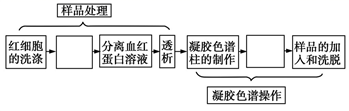 样品处理
红细胞
的洗涤
分离血红
蛋白溶液
透析
凝胶色谱
柱的制作
样品的加
入和洗脱
凝胶色谱操作